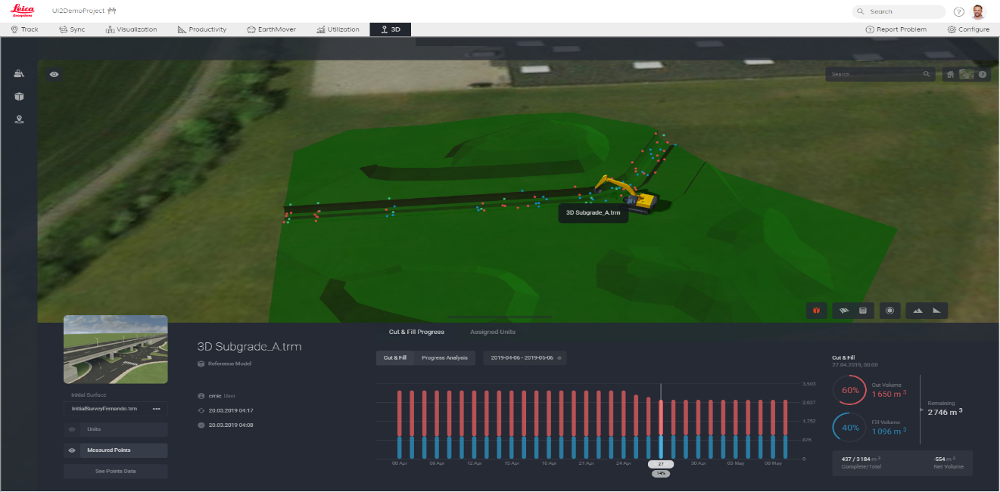 Leica
Geosystems
UI2DemoProject
Search
?
Track
Sync
Visualization
Productivity
EarthMover
Utilization
3D
? Report Problem
Configure
Search
?
3D Subgrade_A.trm
Cut & Fill Progress
Assigned Units
3D Subgrade_A.trm
Reference Model
Cut & Fill
Progress Analysis
2019-04-06 - 2019-05-06
Cut & Fill
27.04.2019, 00:00
60%
Cut Volume
1 650 m 3
40%
Fill Volume
1 096 m 3
Remaining
2 746 m 3
437 / 3 184 m 3
Complete/Total
-554 m 3
Net Volume
Initial Surface
InitialSurveyFernando.trm
Units
Measured Points
See Points Data
cmic User
20.03.2019 04:17
20.03.2019 04:08
3,503
2,627
1,752
876
0
09 Apr
12 Apr
15 Apr
18 Apr
21 Apr
24 Apr
27
30 Apr
03 May
06 May
14%